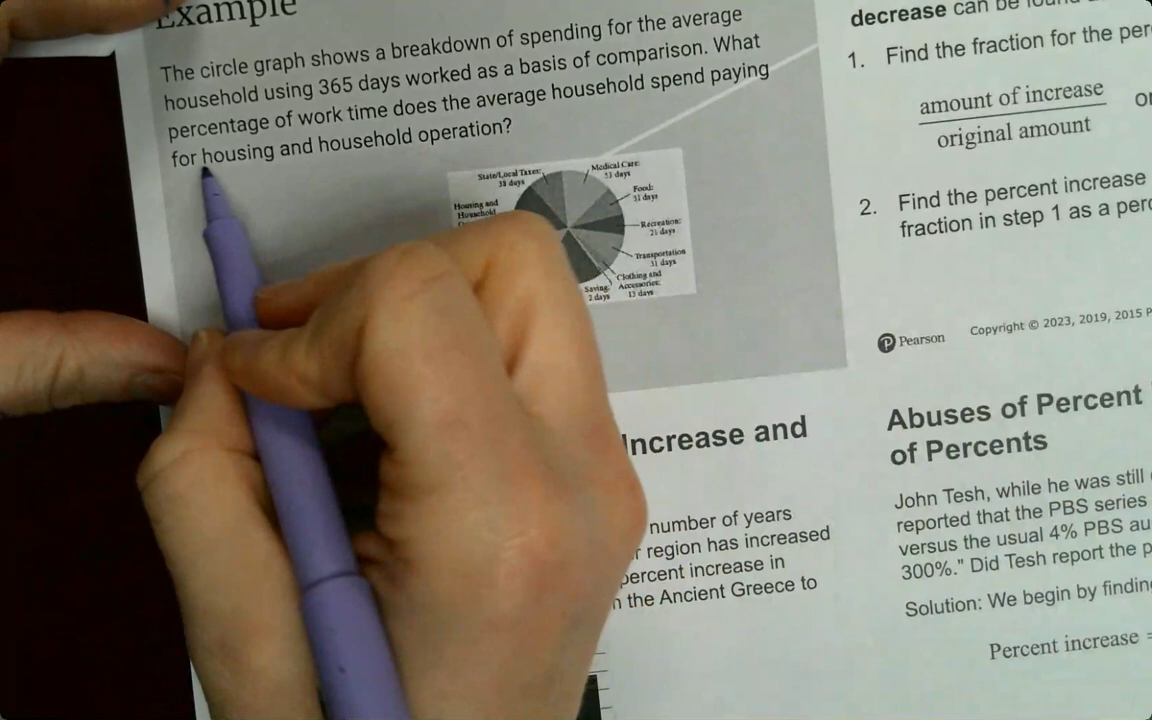 Example
The circle graph shows a breakdown of spending for the average
household using 365 days worked as a basis of comparison. What
percentage of work time does the average household spend paying
for housing and household operation?
State/Local Taxes:
38 days
Housing and
Household
Medical Care:
53 days
Food:
31 days
Recreation:
21 days
Transportation
31 days
Clothing and
Accessories:
13 days
Saving:
2 days
Increase and
number of years
region has increased
percent increase in
the Ancient Greece to
decrease can be
1. Find the fraction for the
amount of increase
original amount
2. Find the percent increase
fraction in step 1 as a
Pearson
Copyright © 2023, 2019, 2015
Abuses of Percent
of Percents
John Tesh, while he was still
reported that the PBS series
versus the usual 4% PBS
300%." Did Tesh report the
Solution: We begin by
Percent increase =